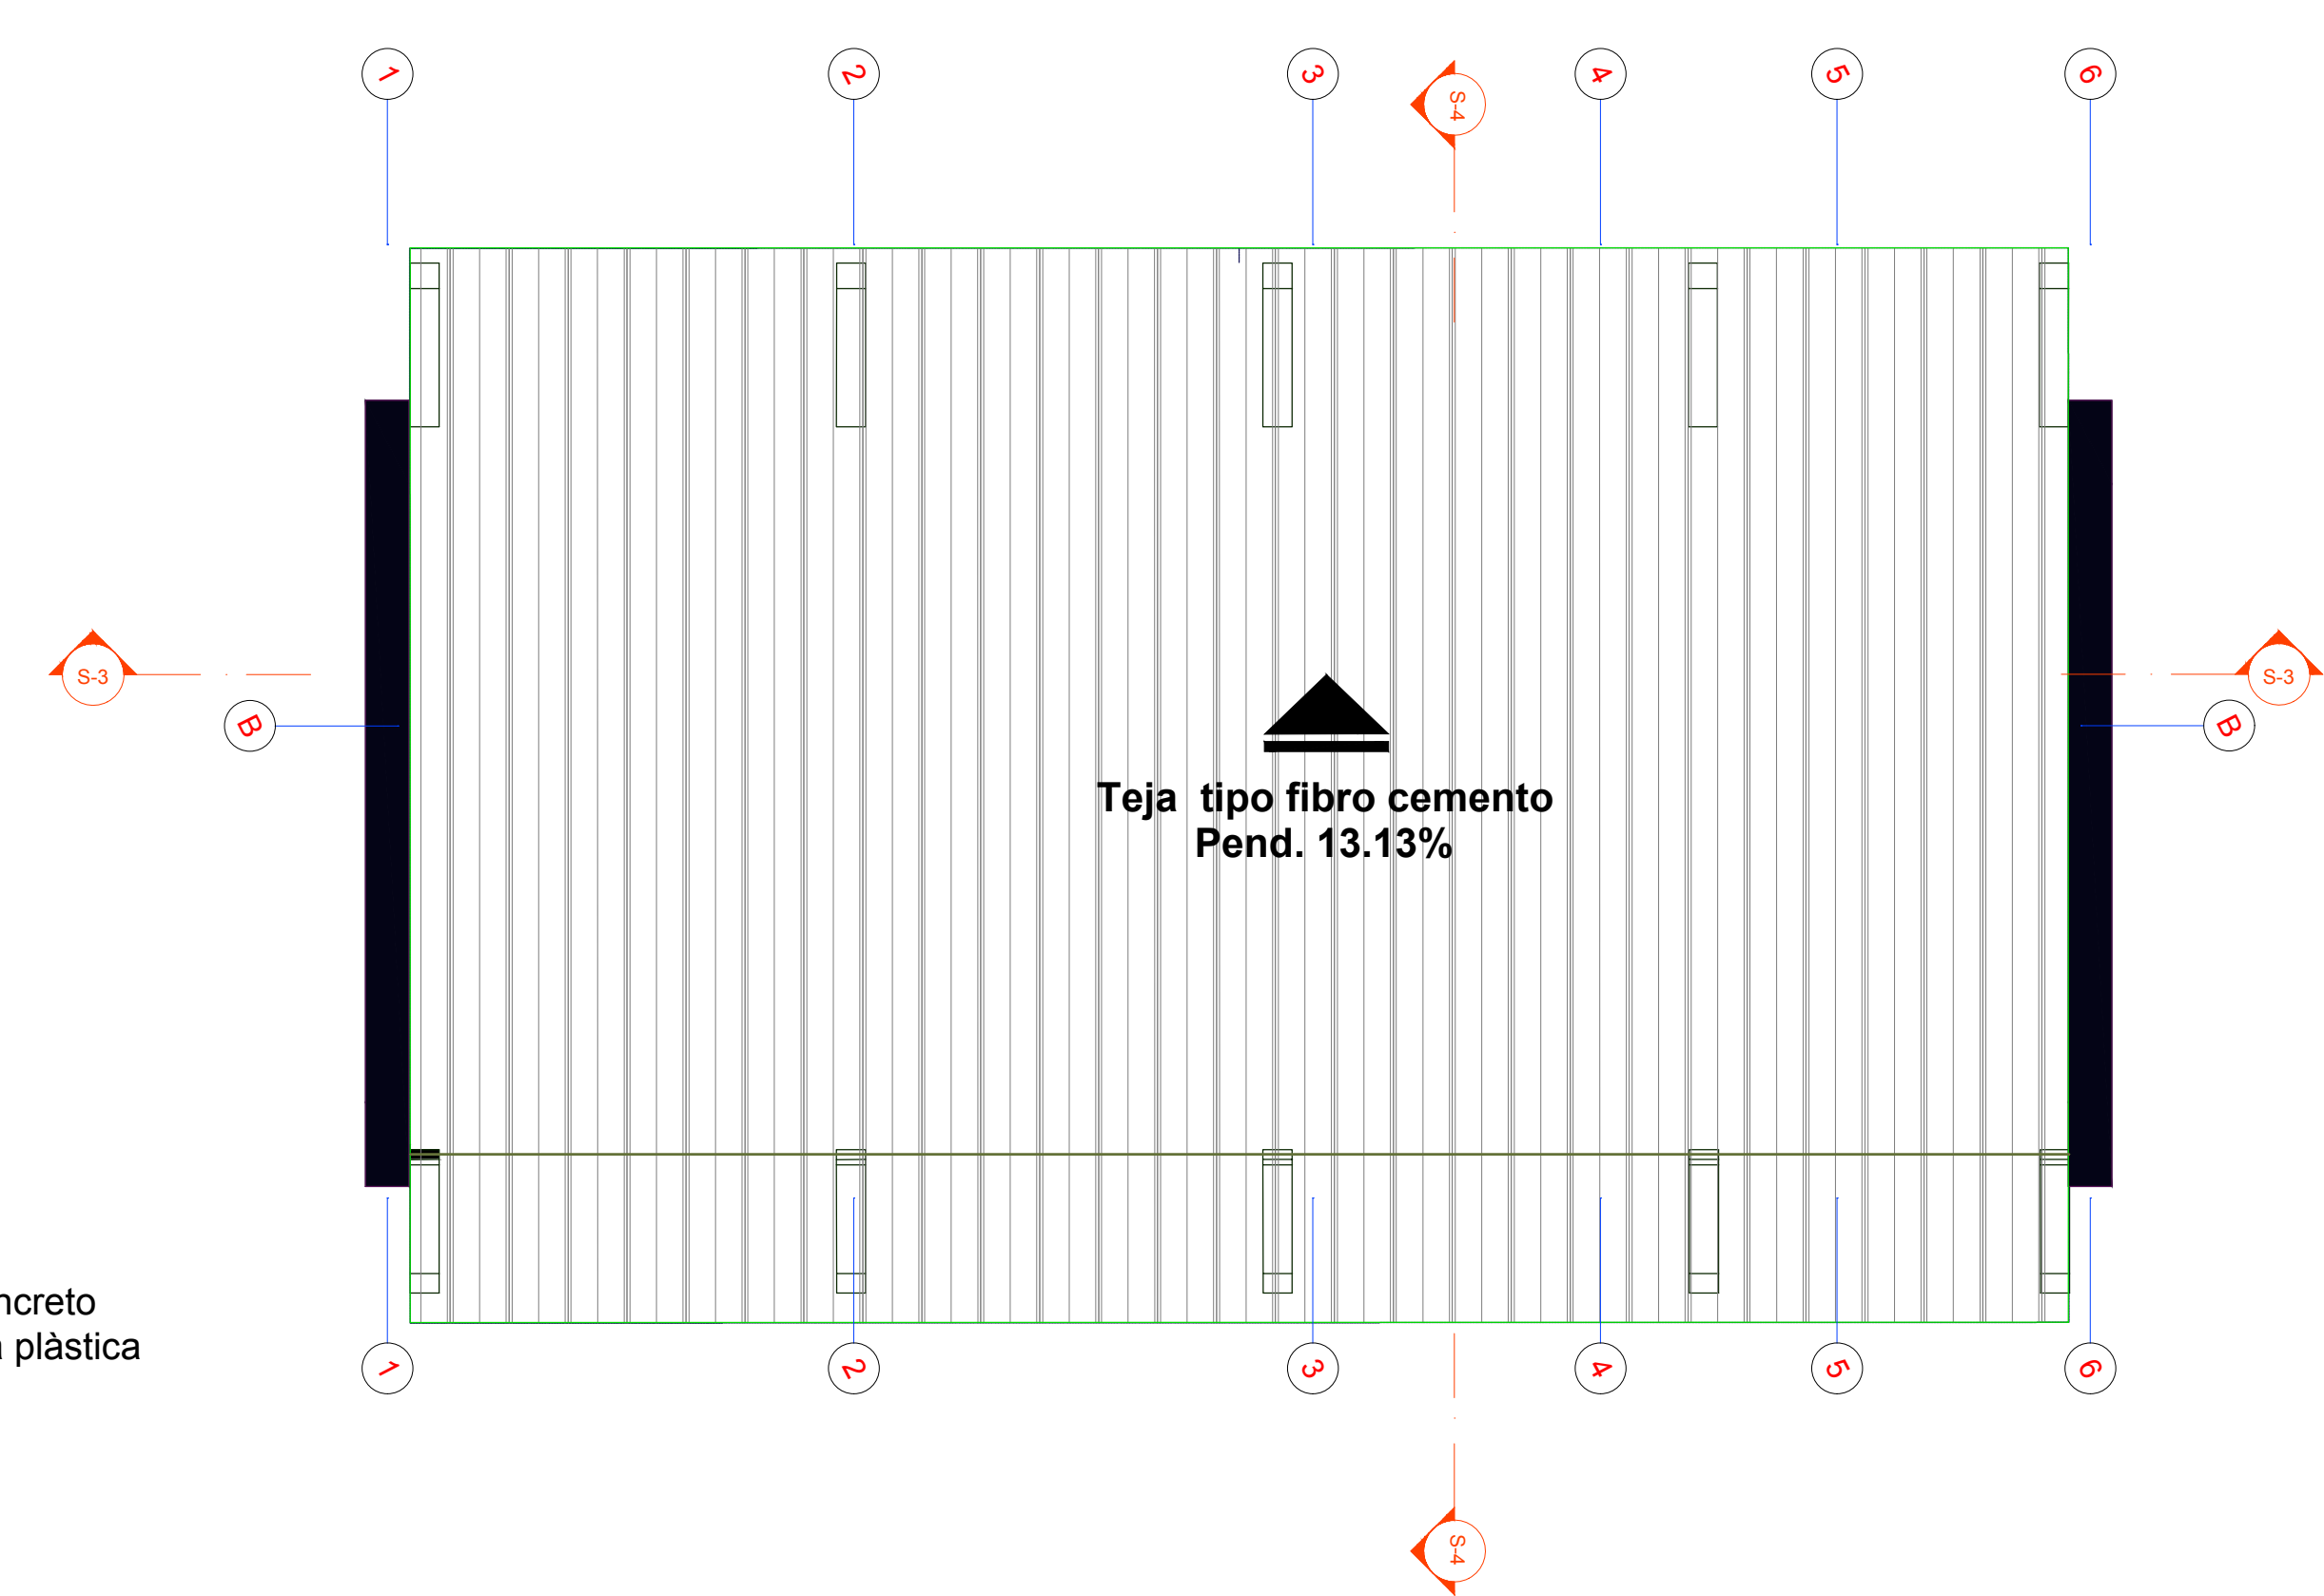 1 2 3 4 5 6
S-4
S-3 S-3
B B
Teja tipo fibro cemento
Pend. 13.13%
ncreto
plàstica
1 2 3 4 5 6
S-4